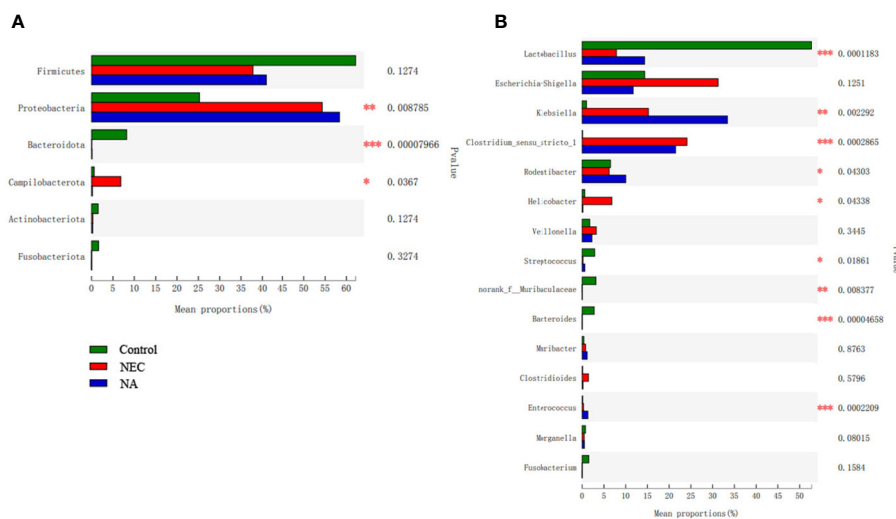 A
Firmicutes
0.1274
Proteobacteria
** 0.008785
Bacteroidota
*** 0.00007966
Campilobacterota
* 0.0367
Actinobacteriota
0.1274
Fusobacteriota
0.3274
Pvalue
0 5 10 15 20 25 30 35 40 45 50 55 60
Mean proportions(%)
Control
NEC
NA
B
Lactobacillus
*** 0.0001183
Escherichia-Shigella
0.1251
Klebsiella
** 0.002292
Clostridium_sensu_stricto_1
*** 0.0002865
Rodentibacter
* 0.04303
Helicobacter
* 0.04338
Veillonella
0.3445
Streptococcus
* 0.01861
norank_f__Muribaculaceae
** 0.008377
Bacteroides
*** 0.00004658
Muribacter
0.8763
Clostridioides
0.5796
Enterococcus
*** 0.0002209
Morganella
0.08015
Fusobacterium
0.1584
Pvalue
0 5 10 15 20 25 30 35 40 45 50
Mean proportions(%)